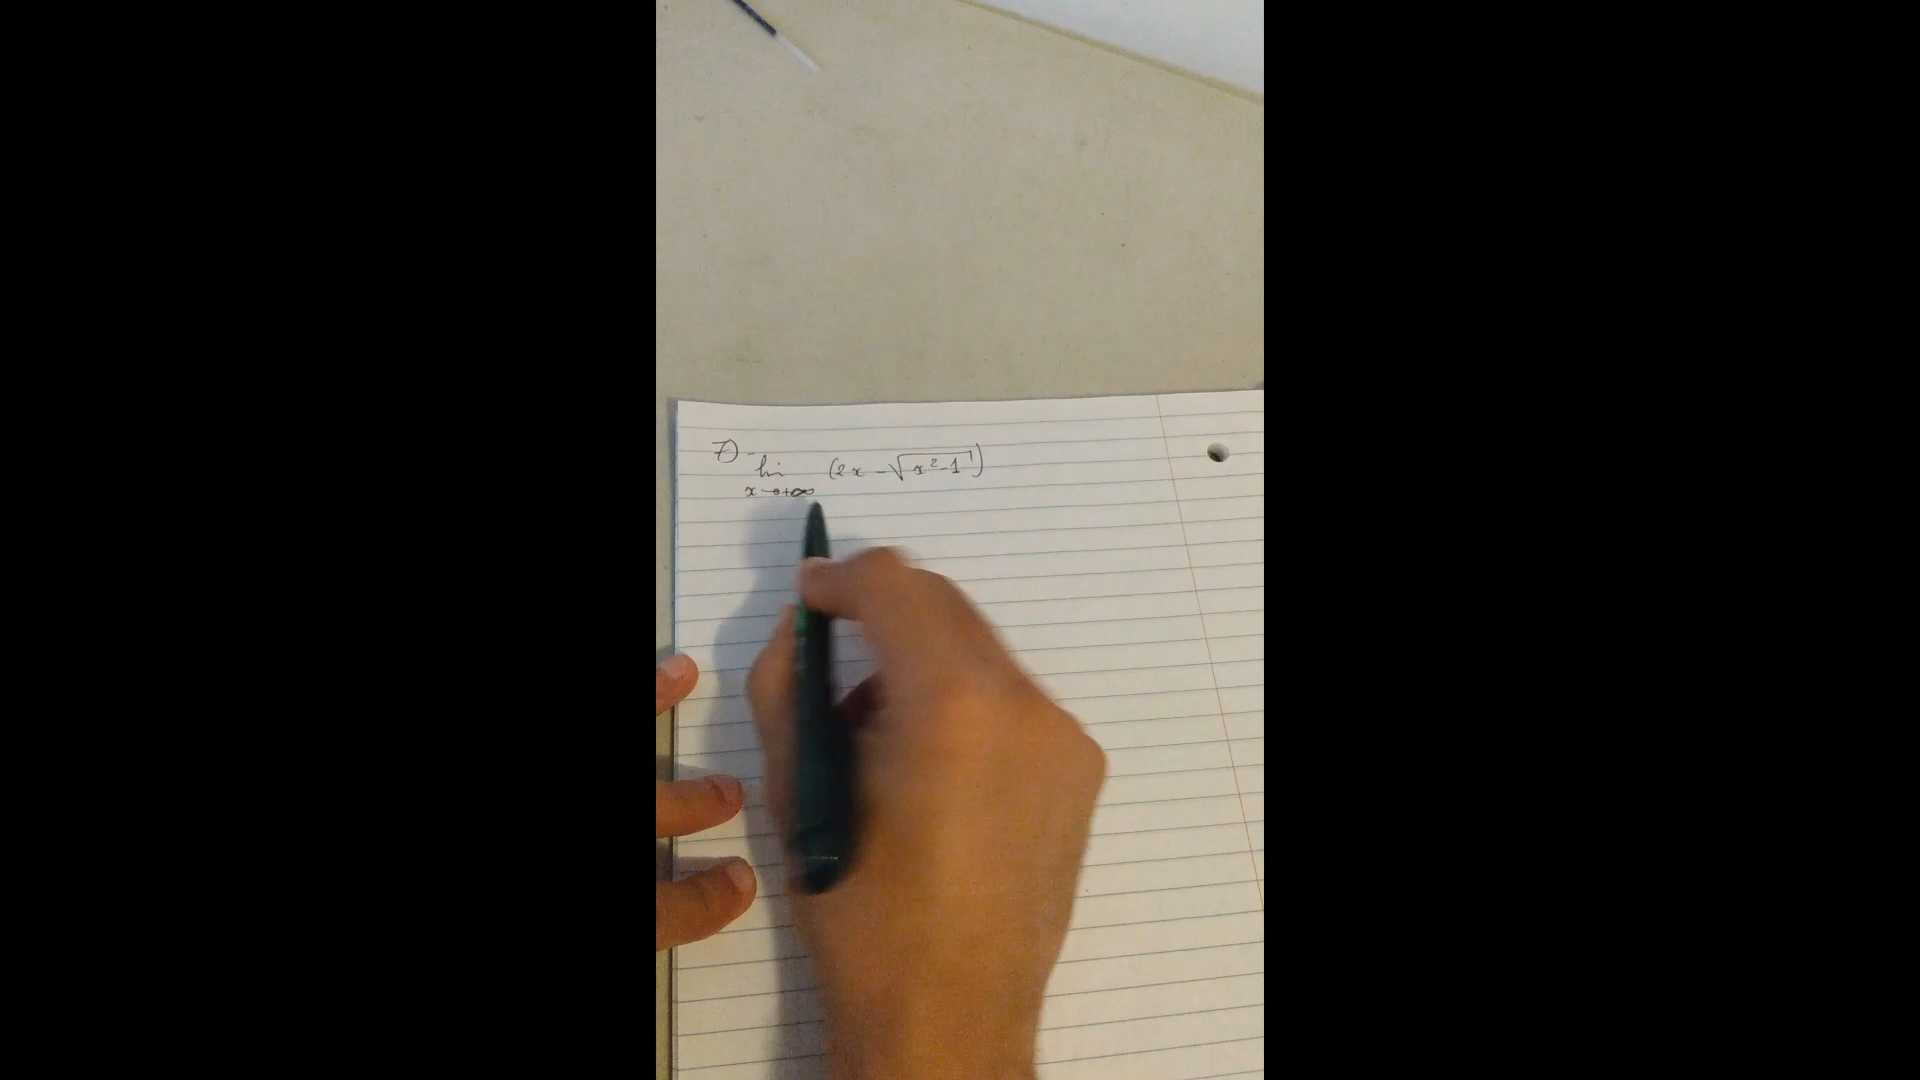 7) lim (2x - √(x² - 1))
x→+∞